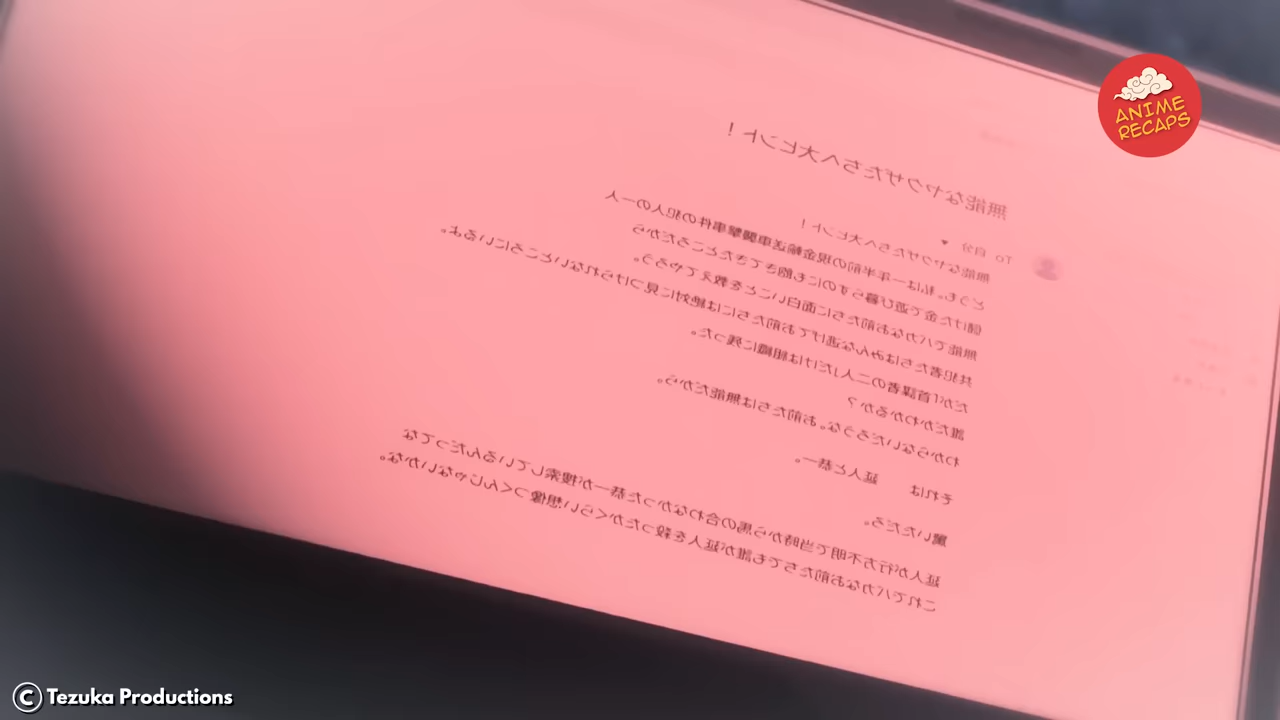 ANIME
RECAPS
無能なヤクザたちへ大ヒント！
無能なヤクザたちへ大ヒント！
To 自分
どうも。私は一年半前の現金輸送車襲撃事件の犯人の一人
儲けた金で遊び暮らすのにも飽きてきたところだから
無能でバカなお前たちに面白いことを教えてやろう。
共犯者たちはみんな逃げてお前たちには絶対に見つけられないところにいるよ。
だが「首謀者の二人」だけは組織に残った。
誰だかわかるか？
わからないだろうな。お前たちは無能だから。
それは 延人と恭一。
驚いただろ。
延人が行方不明で当時から馬の合わなかった恭一が捜索しているんだってな
これでバカなお前たちでも誰が延人を殺ったかくらい想像つくんじゃないかな。
© Tezuka Productions